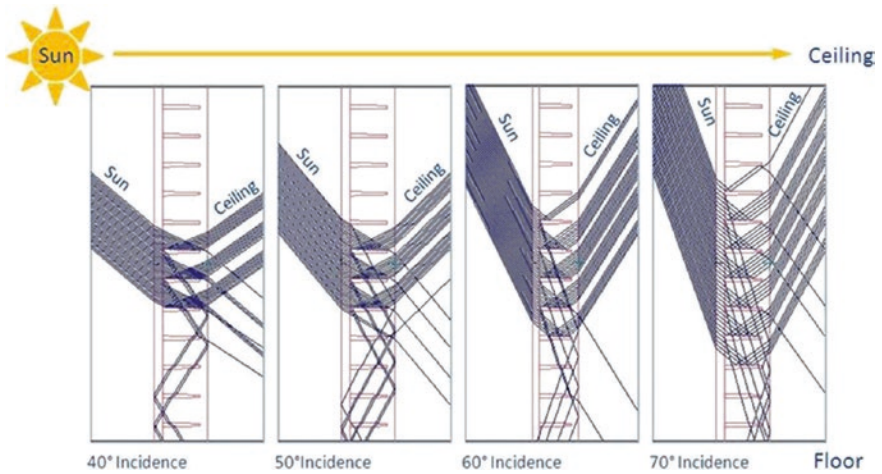 Sun
Ceiling
Sun
Ceiling
Sun
Ceiling
Sun
Ceiling
Sun
Ceiling
40° Incidence
50°Incidence
60° Incidence
70° Incidence
Floor